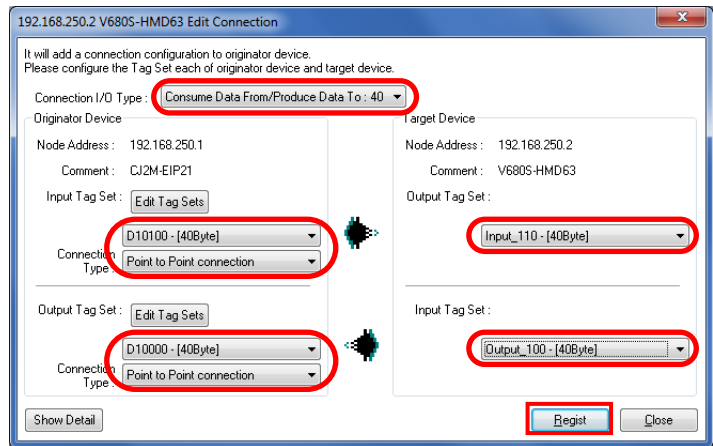 192.168.250.2 V680S-HMD63 Edit Connection
It will add a connection configuration to originator device.
Please configure the Tag Set each of originator device and target device.
Connection I/O Type : Consume Data From/Produce Data To : 40
Originator Device
Node Address : 192.168.250.1
Comment : CJ2M-EIP21
Input Tag Set : Edit Tag Sets
D10100 - [40Byte]
Connection Type : Point to Point connection
Output Tag Set : Edit Tag Sets
D10000 - [40Byte]
Connection Type : Point to Point connection
Target Device
Node Address : 192.168.250.2
Comment : V680S-HMD63
Output Tag Set :
Input_110 - [40Byte]
Input Tag Set :
Output_100 - [40Byte]
Show Detail
Regist
Close